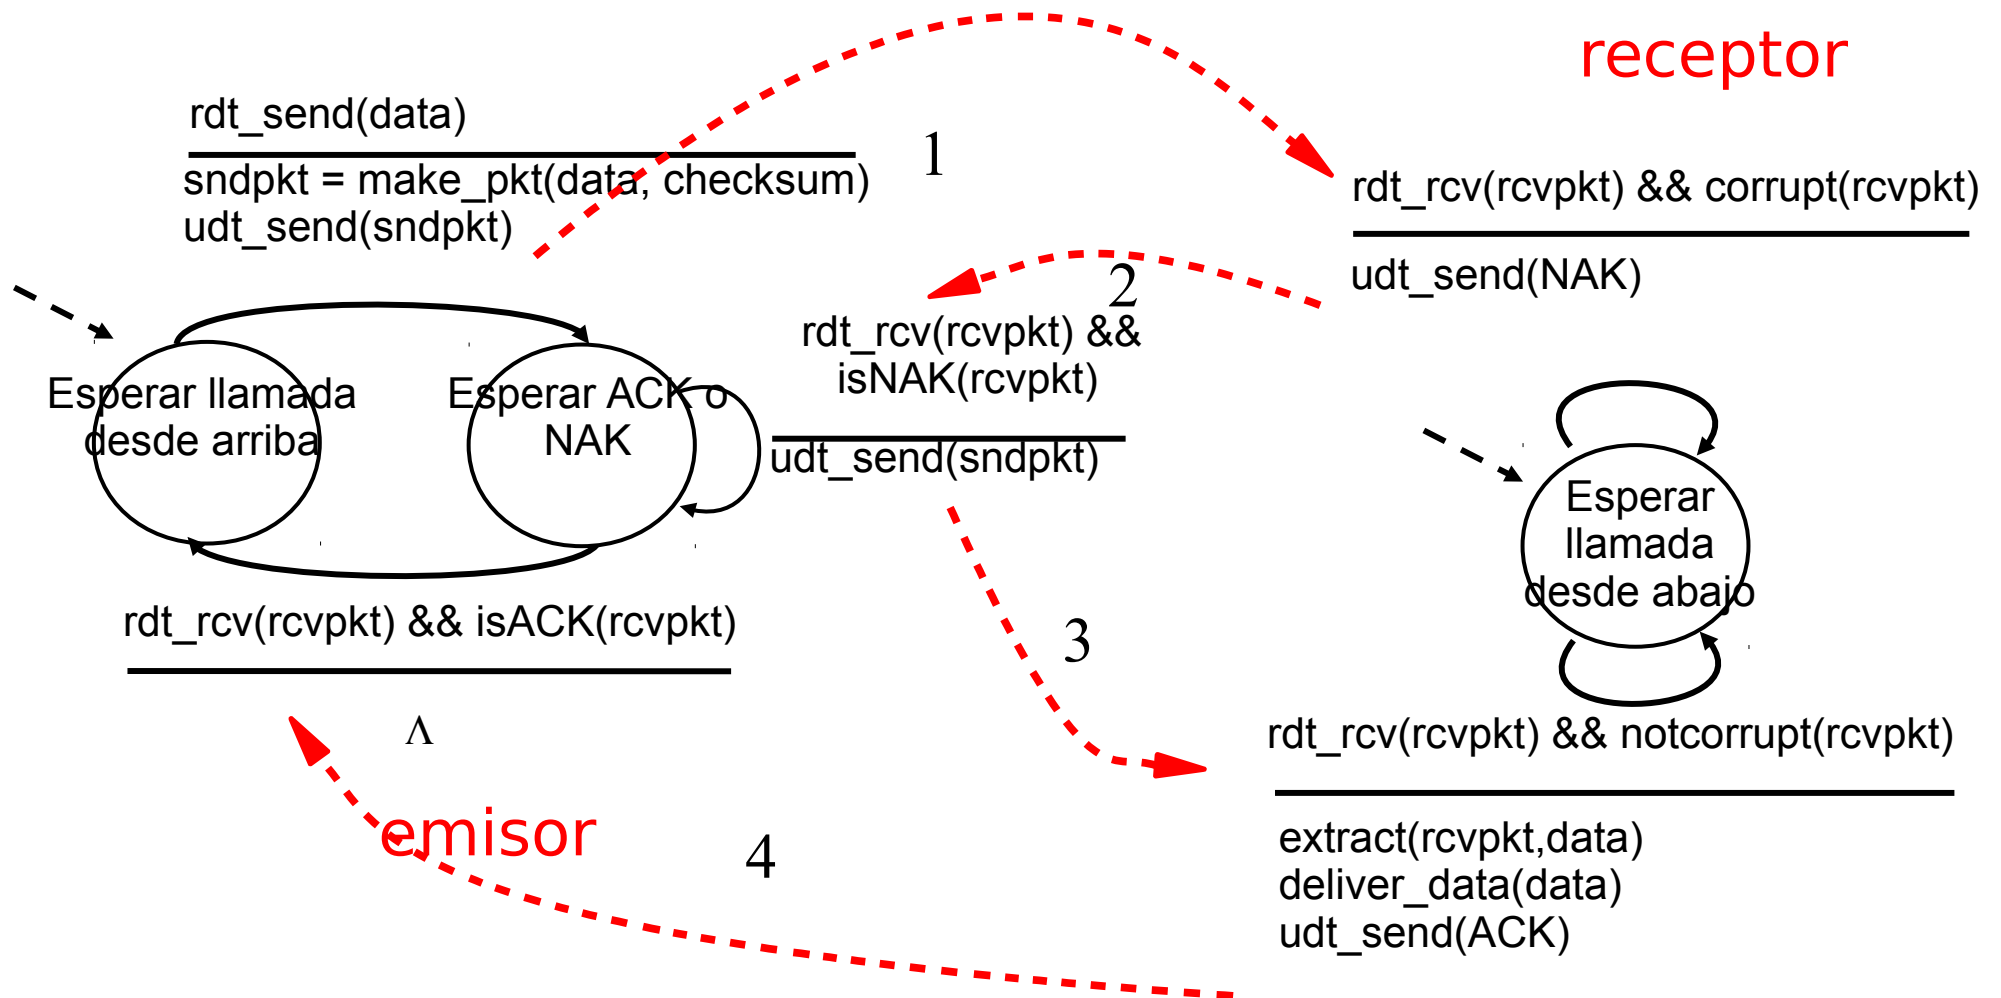 receptor
rdt_send(data)
sndpkt = make_pkt(data, checksum)
udt_send(sndpkt)
1
rdt_rcv(rcvpkt) && corrupt(rcvpkt)
udt_send(NAK)
2
rdt_rcv(rcvpkt) &&
isNAK(rcvpkt)
udt_send(sndpkt)
Esperar llamada
desde arriba
Esperar ACK o
NAK
Esperar
llamada
desde abajo
rdt_rcv(rcvpkt) && isACK(rcvpkt)
Λ
3
rdt_rcv(rcvpkt) && notcorrupt(rcvpkt)
extract(rcvpkt,data)
deliver_data(data)
udt_send(ACK)
emisor
4